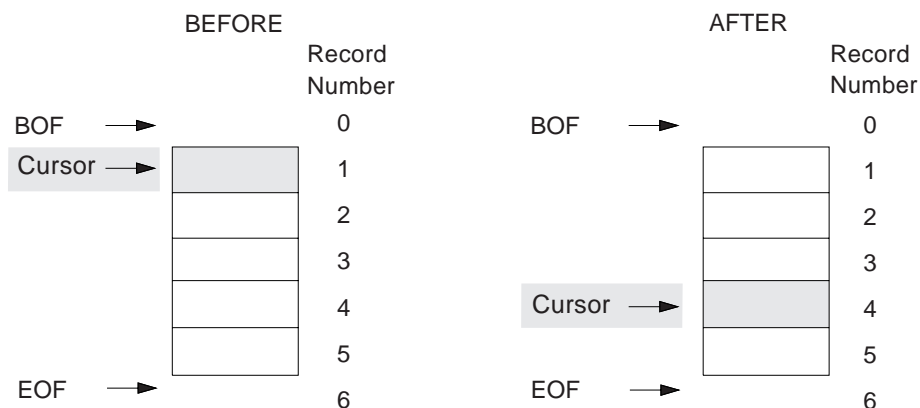 BEFORE
Record
Number
BOF 0
Cursor 1
2
3
4
5
EOF 6
AFTER
Record
Number
BOF 0
1
2
3
Cursor 4
5
EOF 6